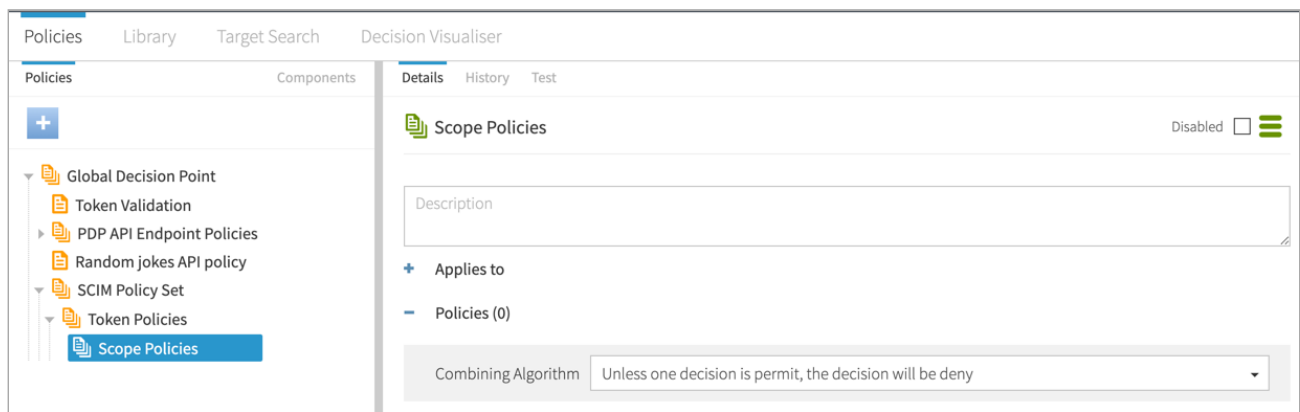 Policies Library Target Search Decision Visualiser
Policies Components
+
Global Decision Point
Token Validation
PDP API Endpoint Policies
Random jokes API policy
SCIM Policy Set
Token Policies
Scope Policies
Details History Test
Scope Policies Disabled
Description
+ Applies to
− Policies (0)
Combining Algorithm Unless one decision is permit, the decision will be deny